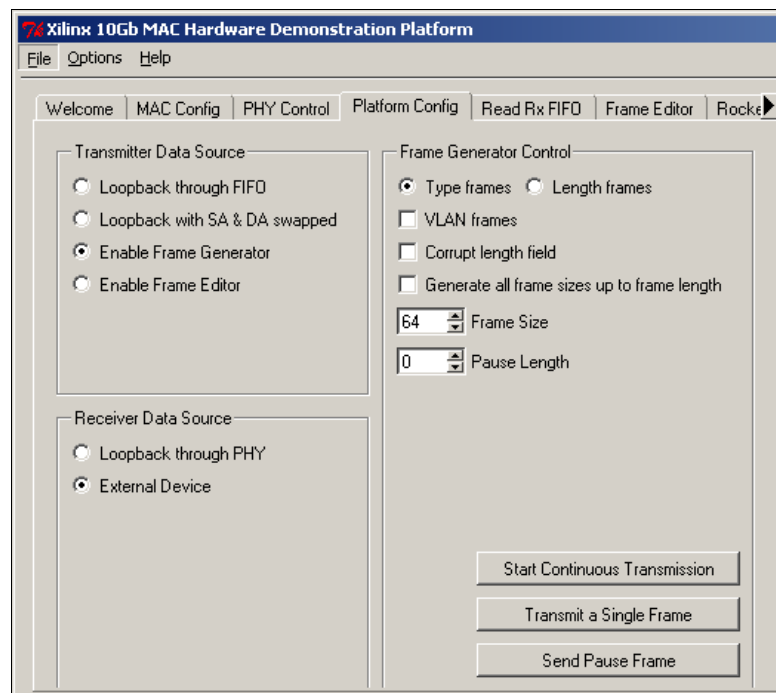 Xilinx 10Gb MAC Hardware Demonstration Platform
File Options Help
Welcome MAC Config PHY Control Platform Config Read Rx FIFO Frame Editor Rocke
Transmitter Data Source
Loopback through FIFO
Loopback with SA & DA swapped
Enable Frame Generator
Enable Frame Editor
Receiver Data Source
Loopback through PHY
External Device
Frame Generator Control
Type frames Length frames
VLAN frames
Corrupt length field
Generate all frame sizes up to frame length
64 Frame Size
0 Pause Length
Start Continuous Transmission
Transmit a Single Frame
Send Pause Frame